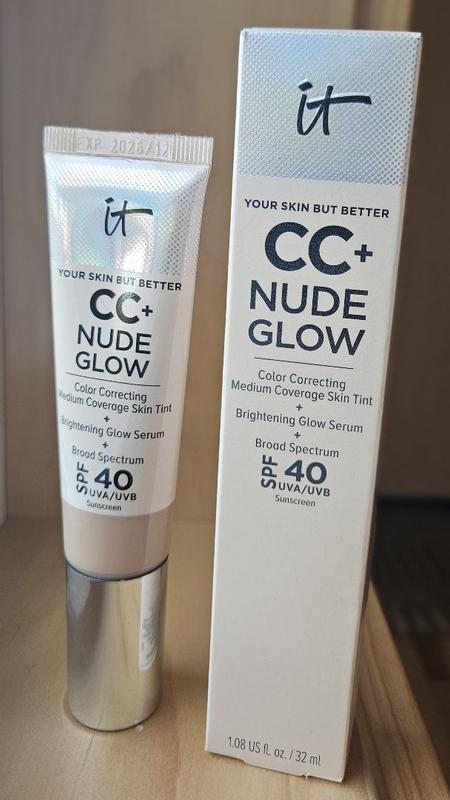 EXP 2026/12
it
YOUR SKIN BUT BETTER
CC+
NUDE
GLOW
Color Correcting
Medium Coverage Skin Tint
+
Brightening Glow Serum
+
Broad Spectrum
SPF 40
UVA/UVB
Sunscreen
it
YOUR SKIN BUT BETTER
CC+
NUDE
GLOW
Color Correcting
Medium Coverage Skin Tint
+
Brightening Glow Serum
+
Broad Spectrum
SPF 40
UVA/UVB
Sunscreen
1.08 US fl. oz. / 32 ml